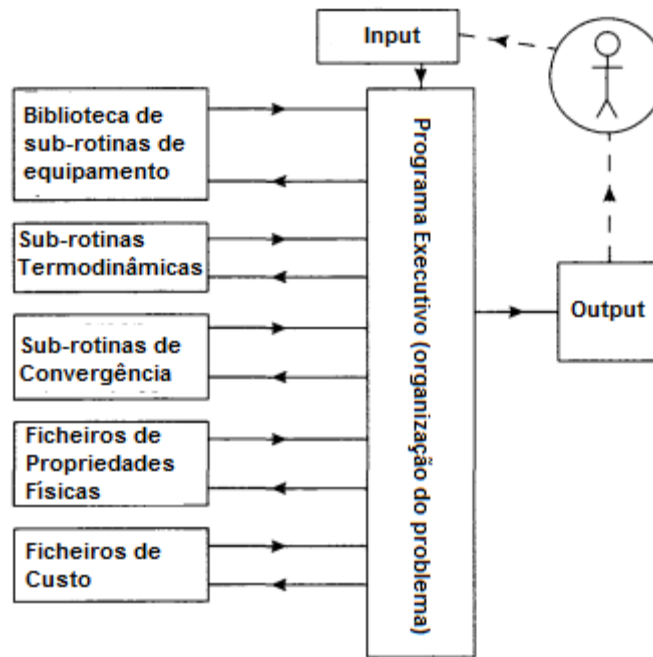 Input
Biblioteca de
sub-rotinas de
equipamento
Sub-rotinas
Termodinâmicas
Sub-rotinas de
Convergência
Ficheiros de
Propriedades
Físicas
Ficheiros de
Custo
Programa Executivo (organização do problema)
Output